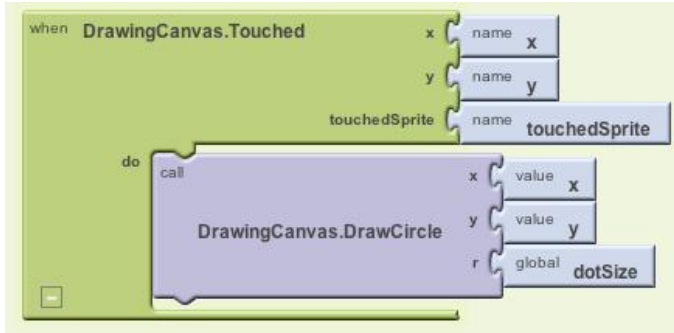 when DrawingCanvas.Touched x name x
y name y
touchedSprite name touchedSprite
do call x value x
DrawingCanvas.DrawCircle y value y
r global dotSize